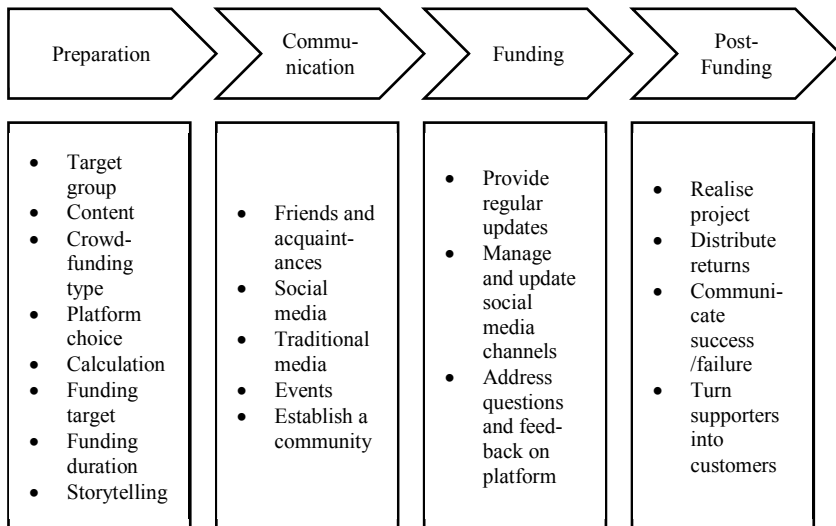 Preparation
Commu-
nication
Funding
Post-
Funding
• Target
group
• Content
• Crowd-
funding
type
• Platform
choice
• Calculation
• Funding
target
• Funding
duration
• Storytelling
• Friends and
acquaint-
ances
• Social
media
• Traditional
media
• Events
• Establish a
community
• Provide
regular
updates
• Manage
and update
social
media
channels
• Address
questions
and feed-
back on
platform
• Realise
project
• Distribute
returns
• Communi-
cate
success
/failure
• Turn
supporters
into
customers